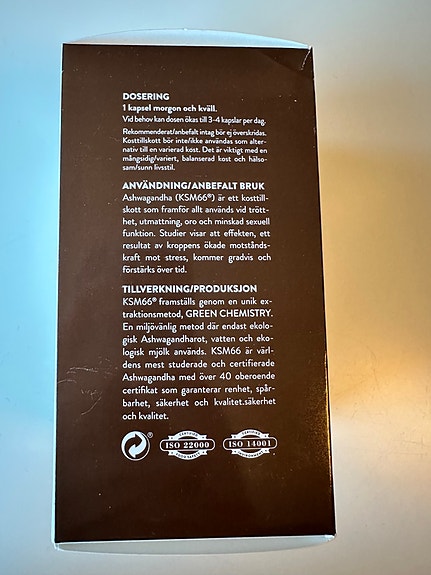 DOSERING
1 kapsel morgon och kväll.
Vid behov kan dosen ökas till 3-4 kapslar per dag.
Rekommenderat/anbefalt intag bör ej överskridas.
Kosttillskott bör inte/ikke användas som alter-
nativ till en varierad kost. Det är viktigt med en
mångsidig/variert, balanserad kost och hälso-
sam/sunn livsstil.
ANVÄNDNING/ANBEFALT BRUK
Ashwagandha (KSM66®) är ett kosttill-
skott som framför allt används vid trött-
het, utmattning, oro och minskad sexuell
funktion. Studier visar att effekten, ett
resultat av kroppens ökade motstånds-
kraft mot stress, kommer gradvis och
förstärks över tid.
TILLVERKNING/PRODUKSJON
KSM66® framställs genom en unik ex-
traktionsmetod, GREEN CHEMISTRY.
En miljövänlig metod där endast ekolo-
gisk Ashwagandharot, vatten och eko-
logisk mjölk används. KSM66 är värl-
dens mest studerade och certifierade
Ashwagandha med över 40 oberoende
certifikat som garanterar renhet, spår-
barhet, säkerhet och kvalitet.säkerhet
och kvalitet.
®
ISO 22000
ISO 14001